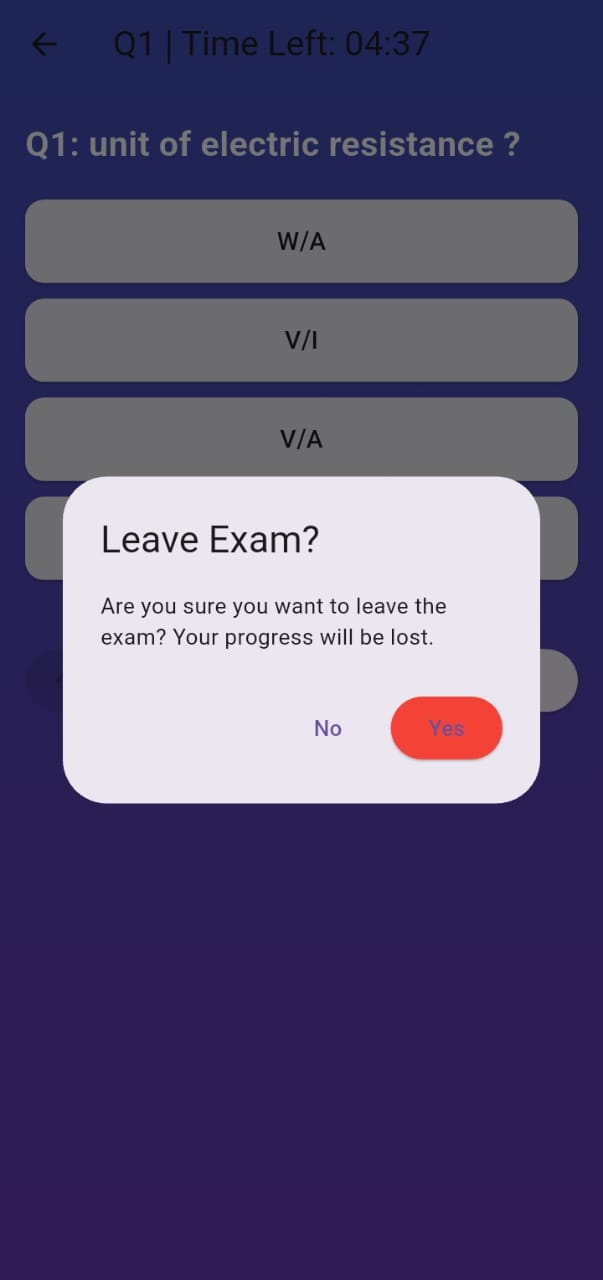 Q1 | Time Left: 04:37
Q1: unit of electric resistance ?
W/A
V/I
V/A
Leave Exam?
Are you sure you want to leave the
exam? Your progress will be lost.
No
Yes